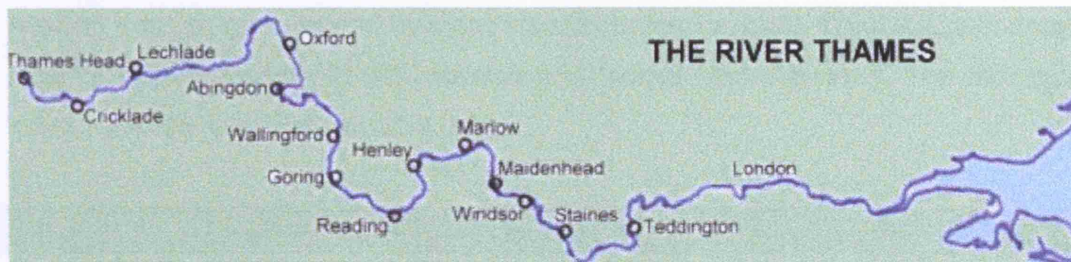 THE RIVER THAMES
Thames Head
Cricklade
Lechlade
Oxford
Abingdon
Wallingford
Goring
Reading
Henley
Marlow
Maidenhead
Windsor
Staines
Teddington
London